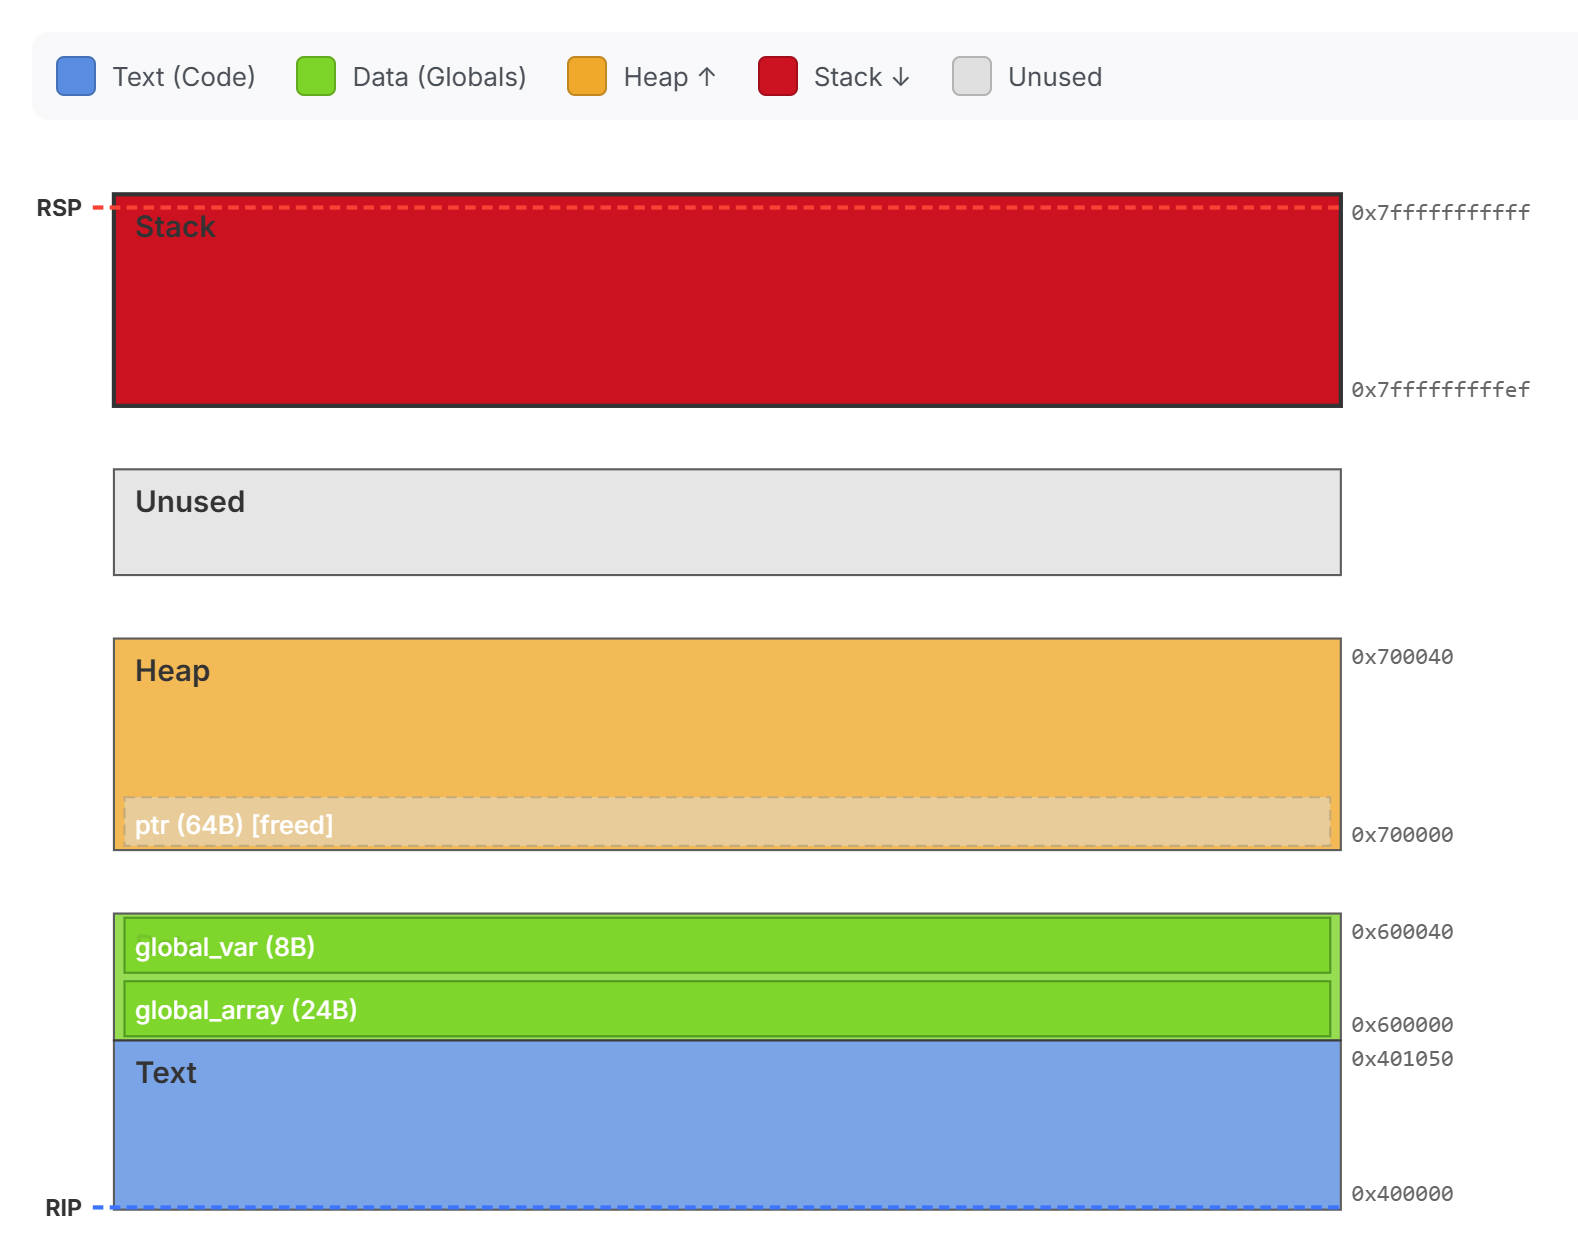 Text (Code)
Data (Globals)
Heap ↑
Stack ↓
Unused
RSP
Stack
0x7fffffffffff
0x7fffffffffef
Unused
Heap
0x700040
ptr (64B) [freed]
0x700000
global_var (8B)
0x600040
global_array (24B)
0x600000
Text
0x401050
0x400000
RIP